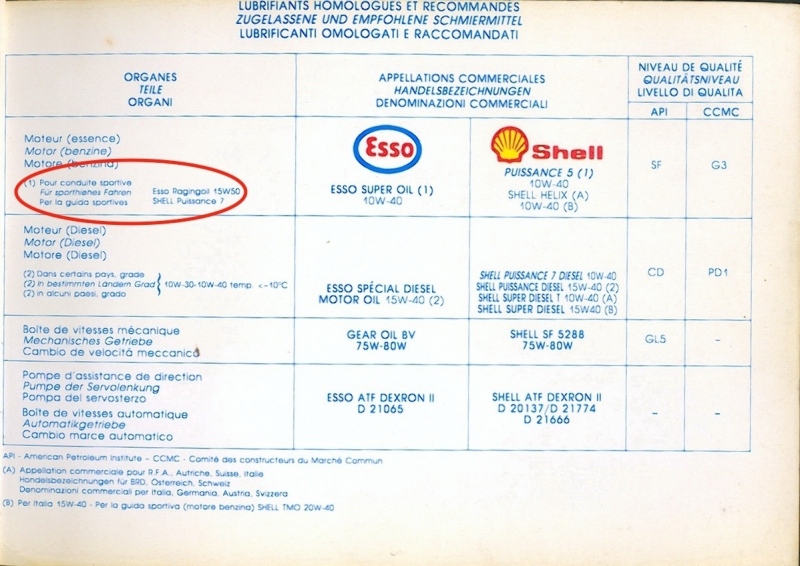 LUBRIFIANTS HOMOLOGUÉS ET RECOMMANDÉS
ZUGELASSENE UND EMPFOHLENE SCHMIERMITTEL
LUBRIFICANTI OMOLOGATI E RACCOMANDATI
ORGANES
TEILE
ORGANI
APPELLATIONS COMMERCIALES
HANDELSBEZEICHNUNGEN
DENOMINAZIONI COMMERCIALI
NIVEAU DE QUALITÉ
QUALITÄTSNIVEAU
LIVELLO DI QUALITA
API
CCMC
Moteur (essence)
Motor (benzine)
Motore (benzina)
(1) Pour conduite sportive
Für sporthiehes Fahren
Per la guida sportives
Esso Ragingoil 15W50
SHELL Puissance 7
Esso
ESSO SUPER OIL (1)
10W-40
Shell
PUISSANCE 5 (1)
10W-40
SHELL HELIX (A)
10W-40 (B)
SF
G3
Moteur (Diesel)
Motor (Diesel)
Motore (Diesel)
(2) Dans certains pays, grade
(2) In bestimmten Ländern Grad
(2) in alcuni paesi, grado
10W-30-10W-40 temp. <-10°C
ESSO SPÉCIAL DIESEL
MOTOR OIL 15W-40 (2)
SHELL PUISSANCE 7 DIESEL 10W-40
SHELL PUISSANCE DIESEL 15W-40 (2)
SHELL SUPER DIESEL T 10W-40 (A)
SHELL SUPER DIESEL 15W40 (B)
CD
PD1
Boîte de vitesses mécanique
Mechanisches Getriebe
Cambio de velocità meccanico
GEAR OIL BV
75W-80W
SHELL SF 5288
75W-80W
GL5
-
Pompe d'assistance de direction
Pumpe der Servolenkung
Pompa del servosterzo
Boîte de vitesses automatique
Automatikgetriebe
Cambio marce automatico
ESSO ATF DEXRON II
D 21065
SHELL ATF DEXRON II
D 20137/D 21774
D 21666
-
-
API - American Petroleum Institute - CCMC - Comité des constructeurs du Marché Commun
(A) Appellation commerciale pour R.F.A., Autriche, Suisse, Italie
Handelsbezeichnungen für BRD, Österreich, Schweiz
Denominazioni commerciali per Italia, Germania, Austria, Svizzera
(B) Per Italia 15W-40 - Per la guida sportiva (motore benzina) SHELL TMO 20W-40